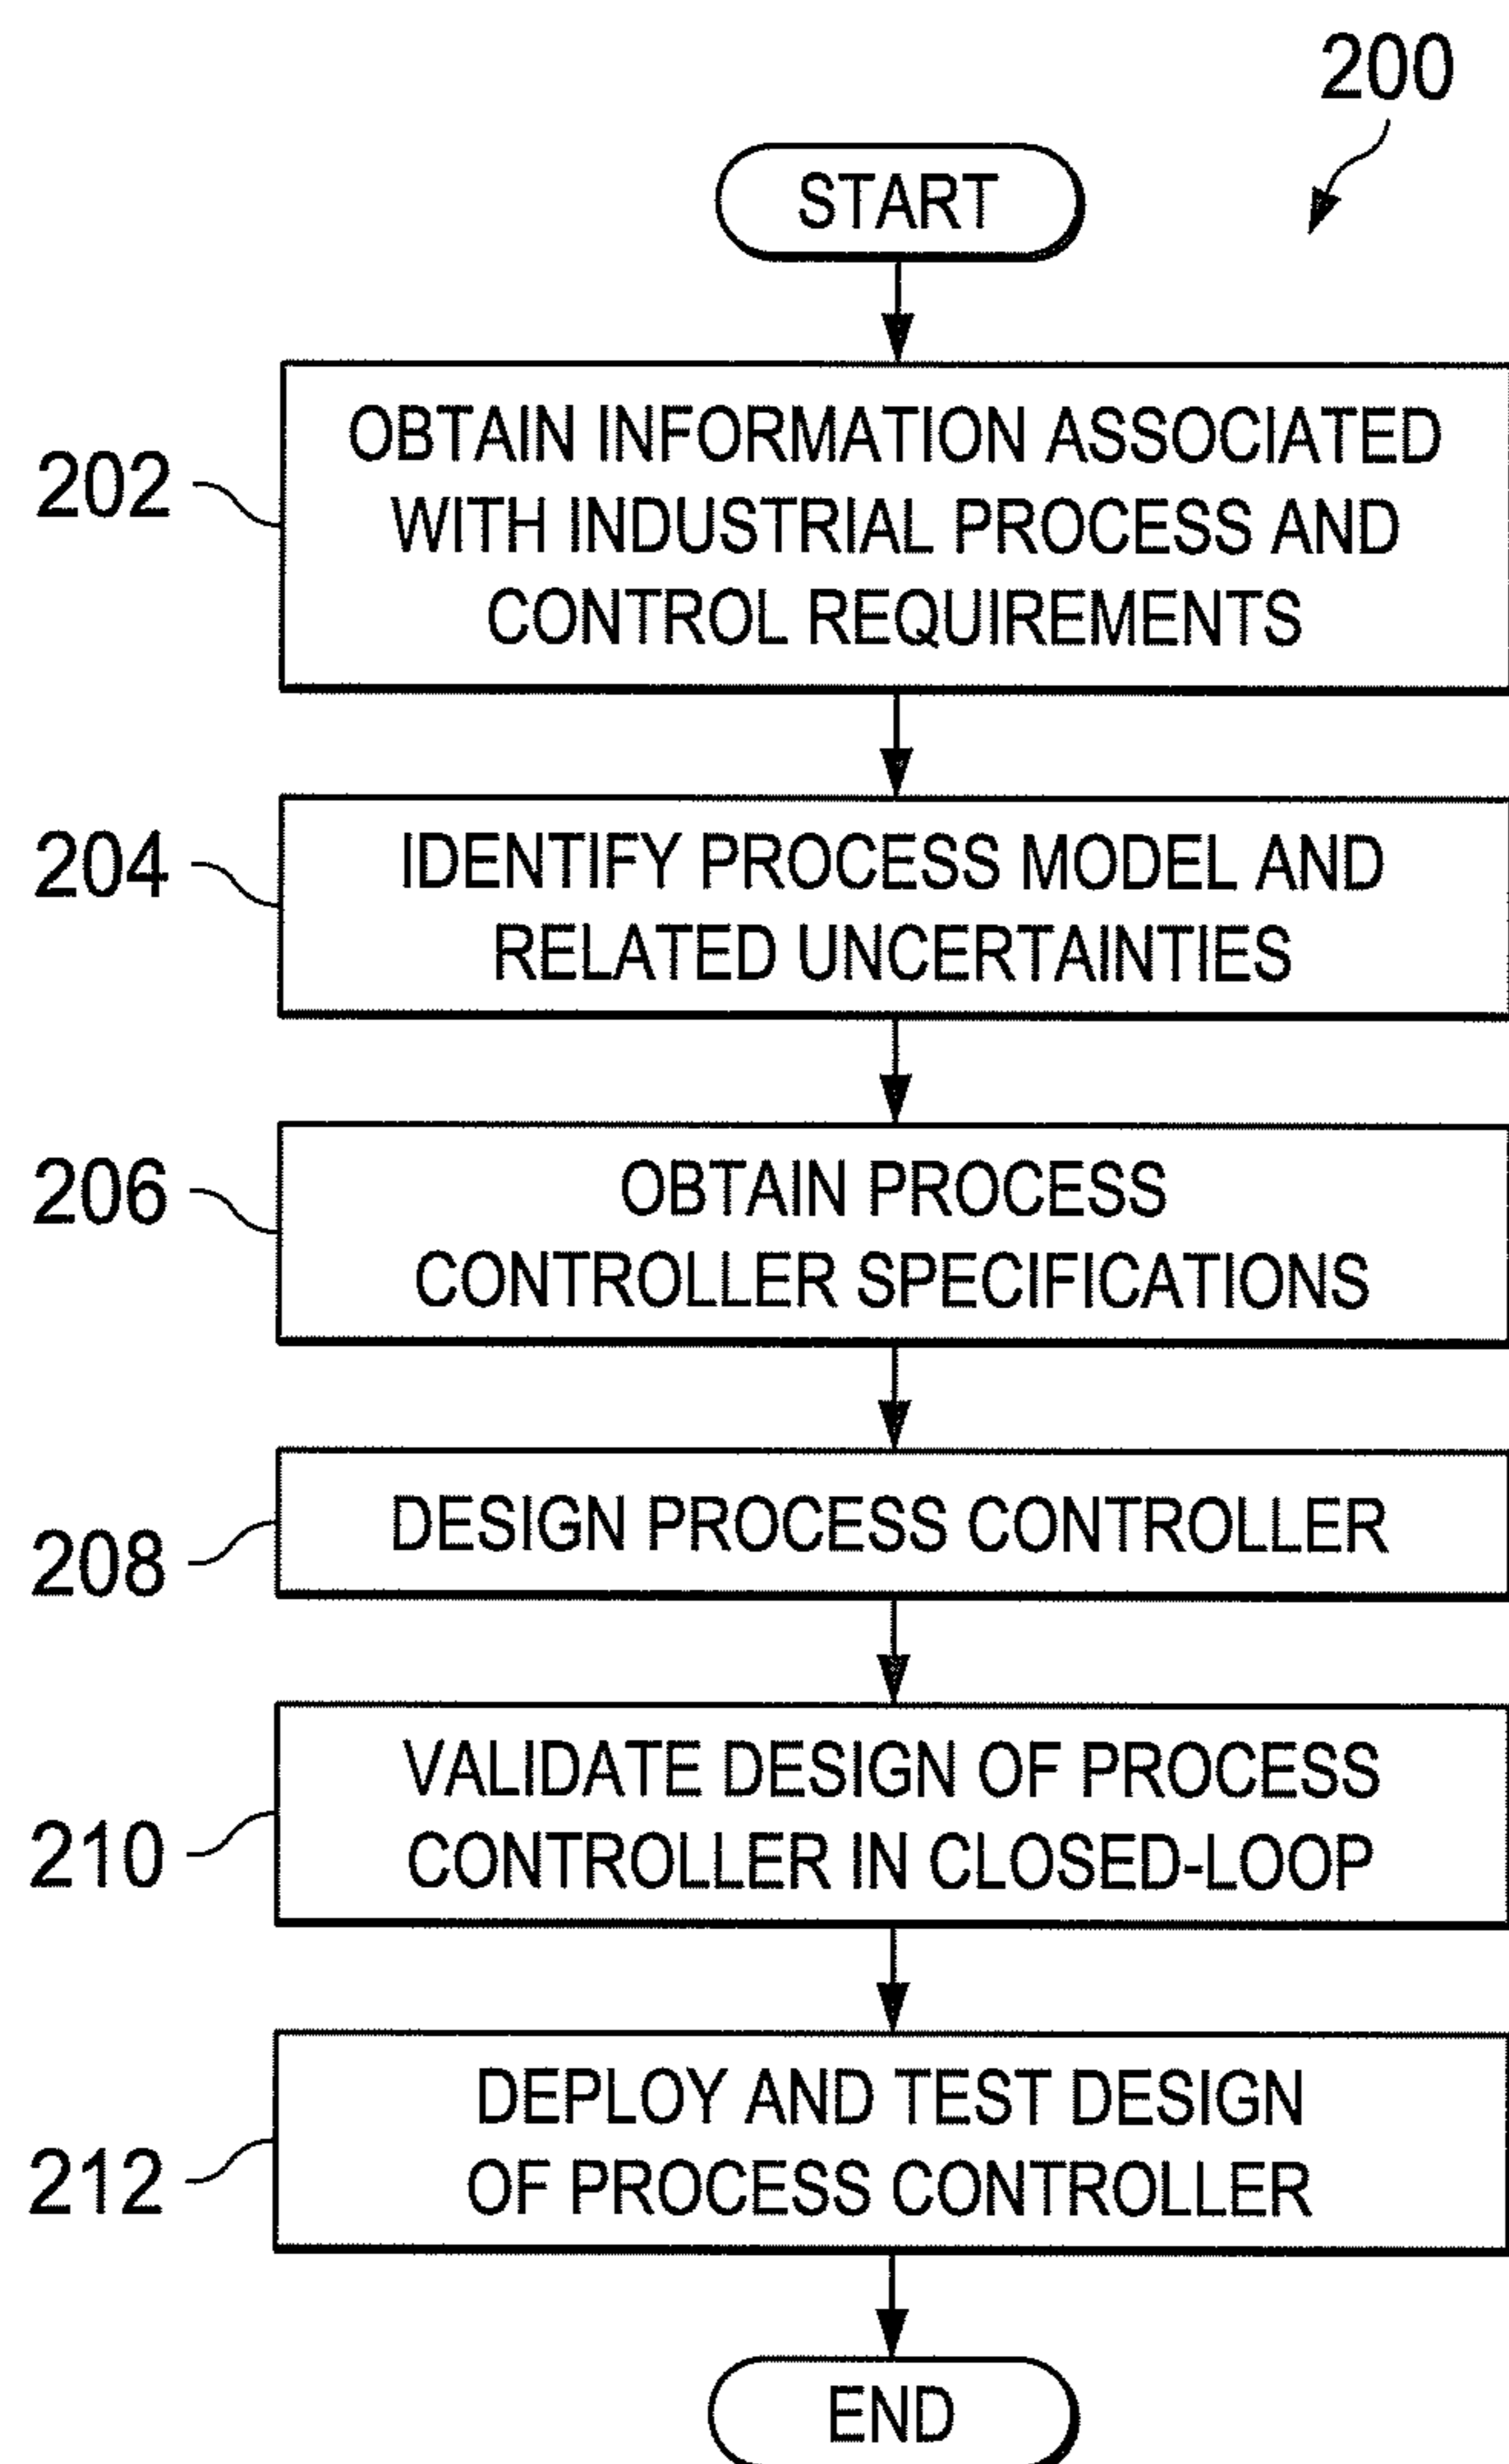 200
START
202
OBTAIN INFORMATION ASSOCIATED
WITH INDUSTRIAL PROCESS AND
CONTROL REQUIREMENTS
204
IDENTIFY PROCESS MODEL AND
RELATED UNCERTAINTIES
206
OBTAIN PROCESS
CONTROLLER SPECIFICATIONS
208
DESIGN PROCESS CONTROLLER
210
VALIDATE DESIGN OF PROCESS
CONTROLLER IN CLOSED-LOOP
212
DEPLOY AND TEST DESIGN
OF PROCESS CONTROLLER
END